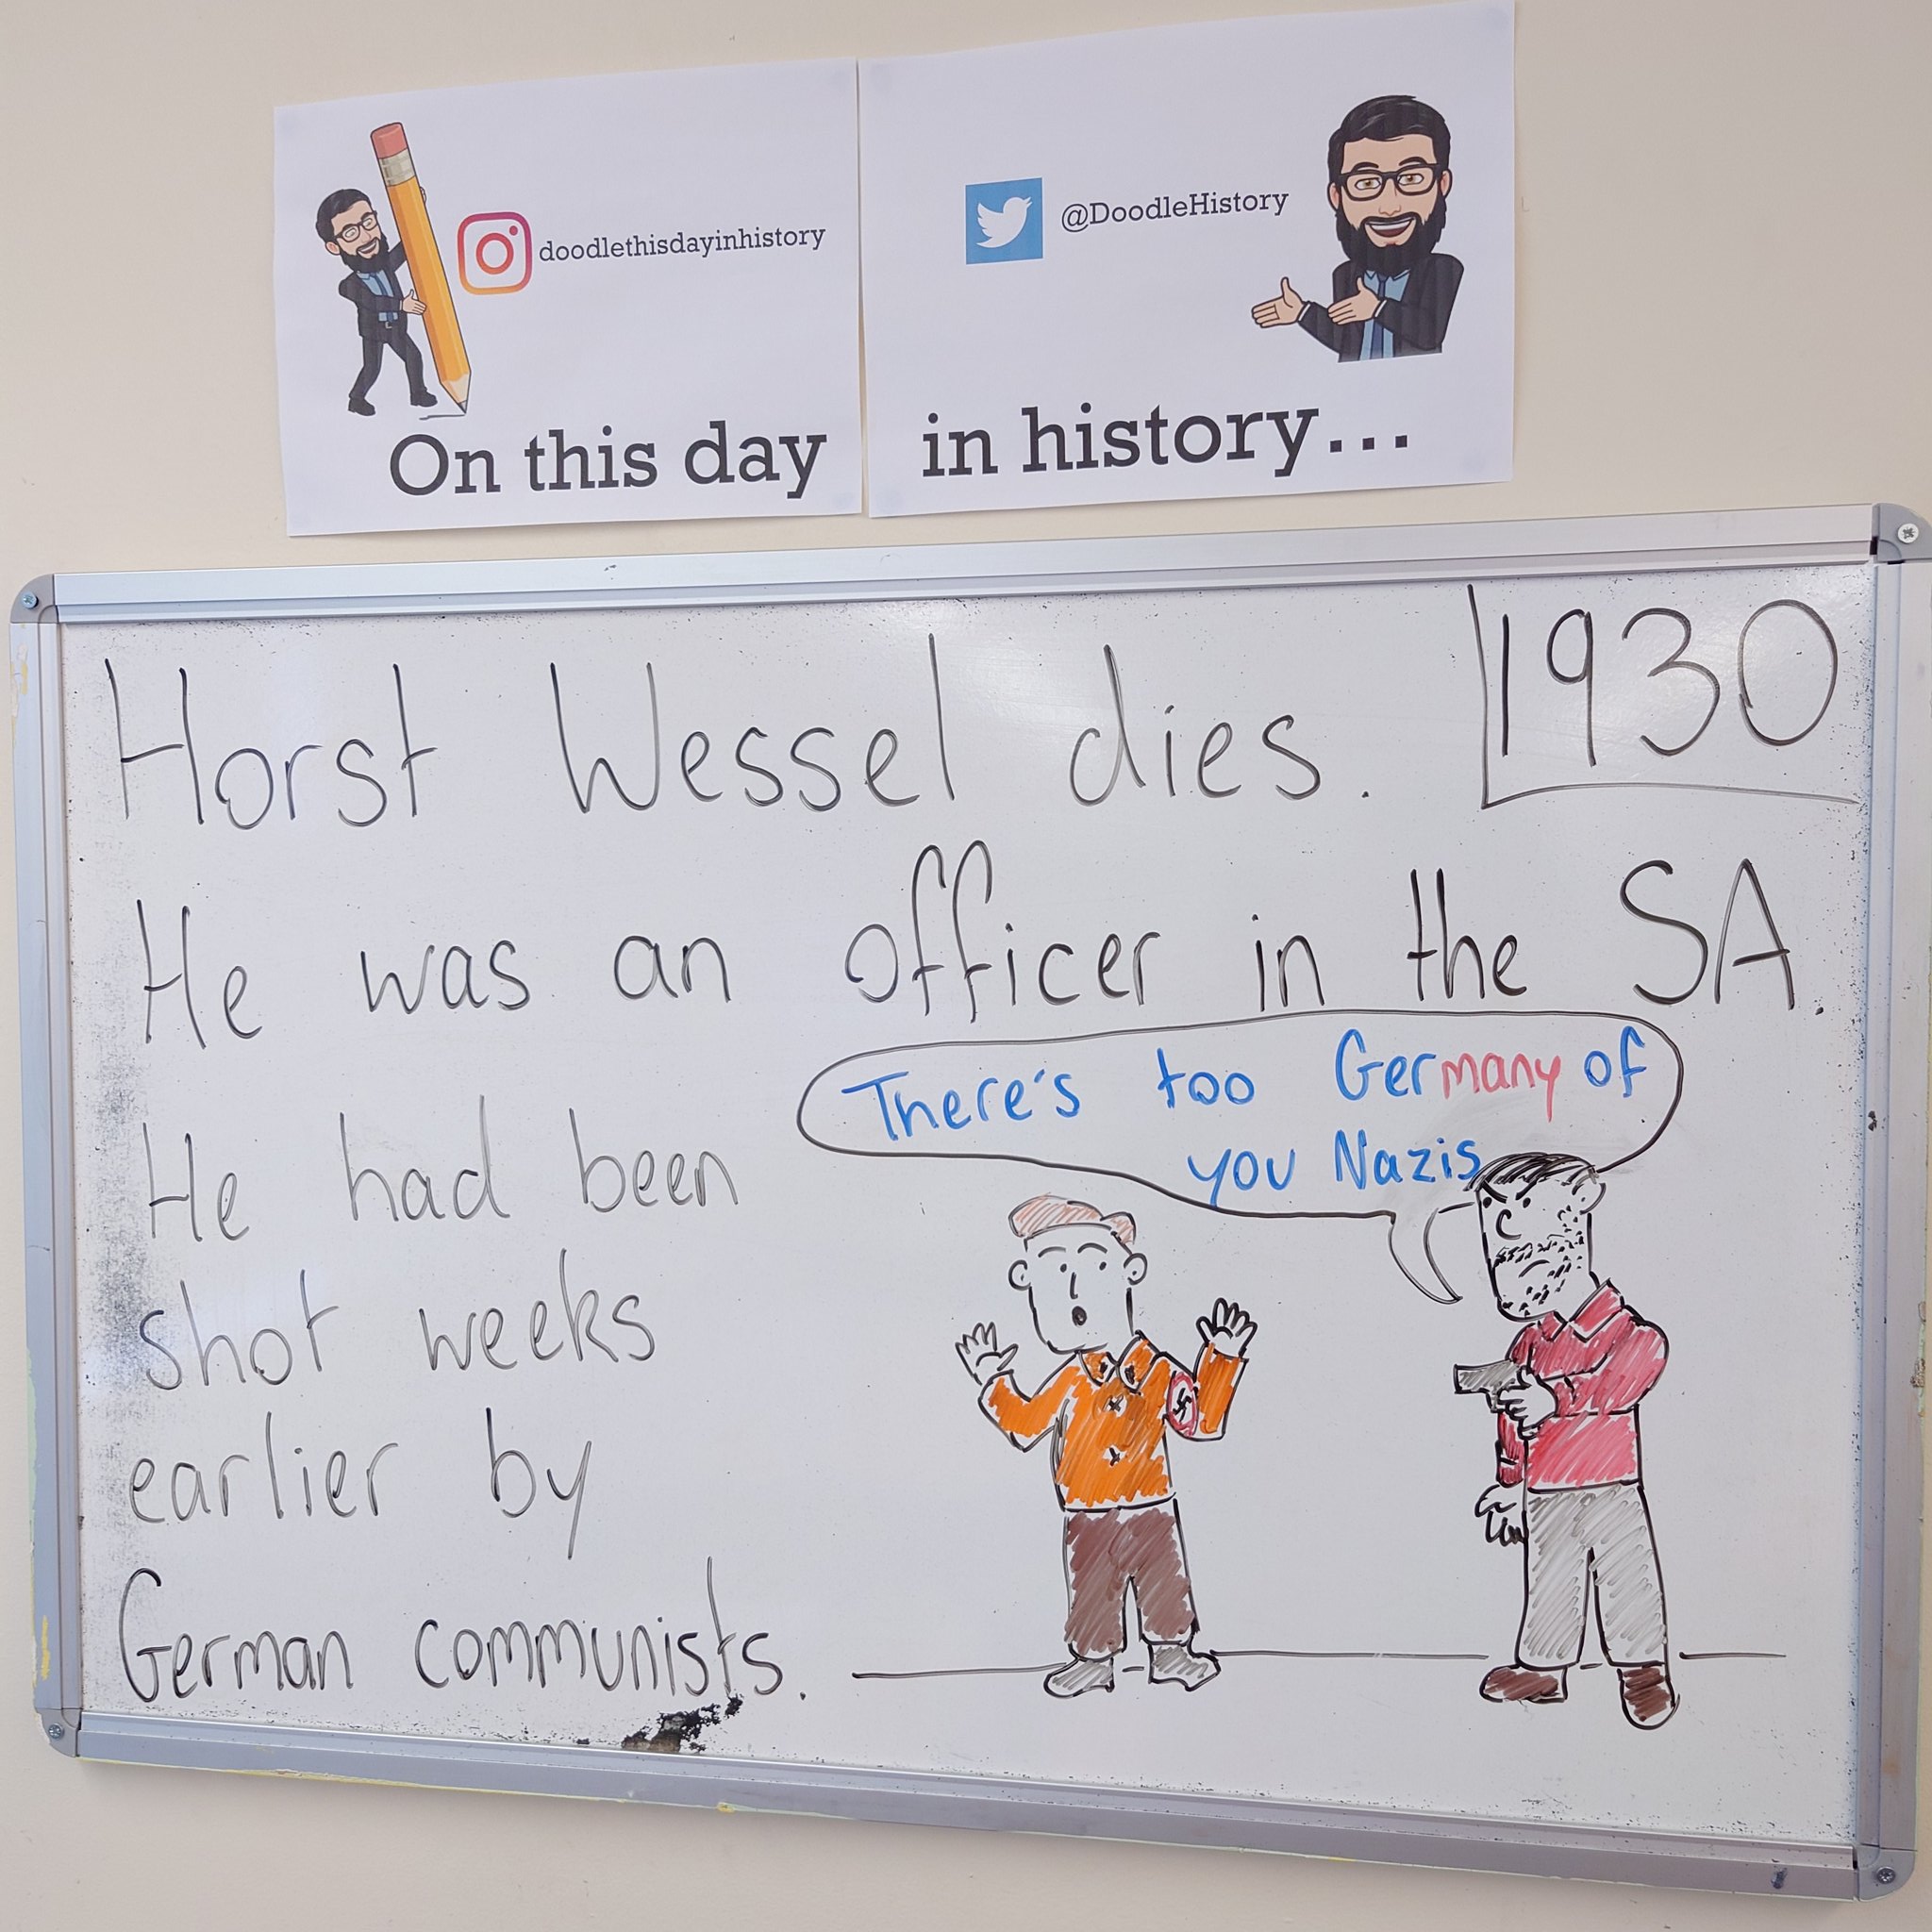 doodlethisdayinhistory
@DoodleHistory
On this day in history...
1930
Horst Wessel dies.
He was an officer in the SA.
There's too Germany of
you Nazis
He had been
shot weeks
earlier by
German communists.